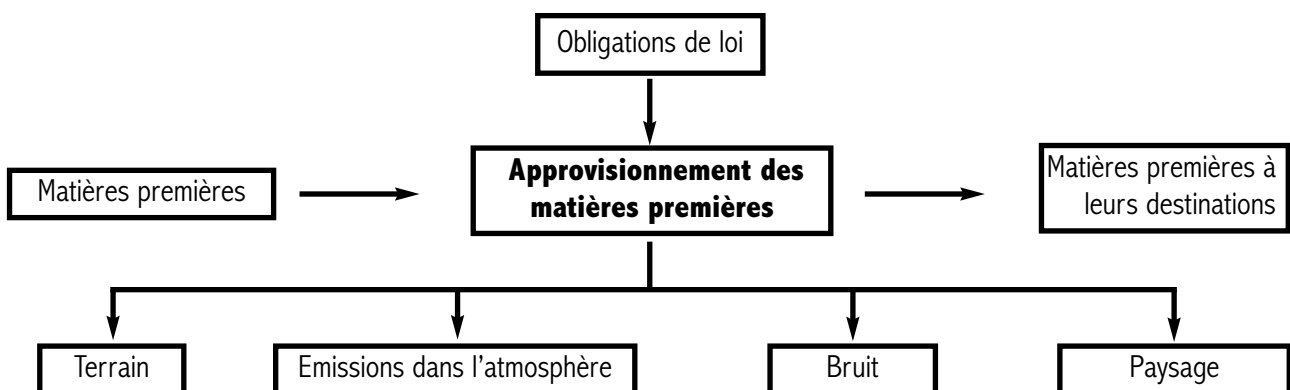 Obligations de loi
Matières premières
Approvisionnement des
matières premières
Matières premières à
leurs destinations
Terrain
Emissions dans l'atmosphère
Bruit
Paysage